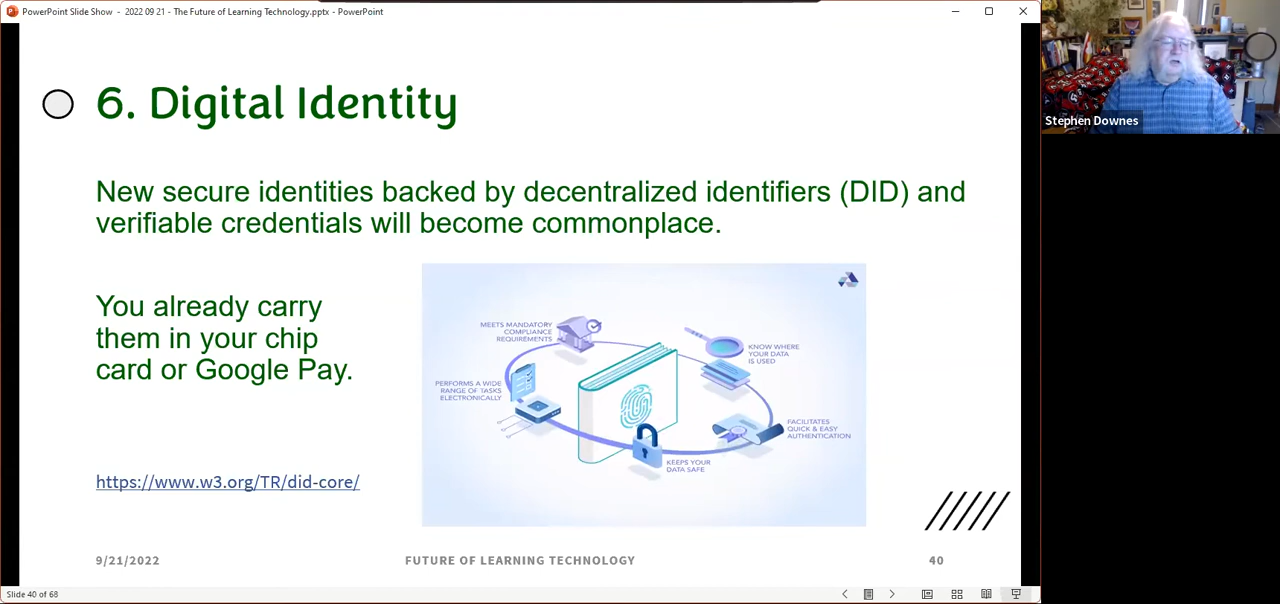 PowerPoint Slide Show - 2022 09 21 - The Future of Learning Technology.pptx - PowerPoint
Stephen Downes
6. Digital Identity
New secure identities backed by decentralized identifiers (DID) and
verifiable credentials will become commonplace.
You already carry
them in your chip
card or Google Pay.
MEETS MANDATORY
COMPLIANCE
REQUIREMENTS
KNOW WHERE
YOUR DATA
IS USED
PERFORMS A WIDE
RANGE OF TASKS
ELECTRONICALLY
FACILITATES
QUICK & EASY
AUTHENTICATION
KEEPS YOUR
DATA SAFE
https://www.w3.org/TR/did-core/
9/21/2022
FUTURE OF LEARNING TECHNOLOGY
40
Slide 40 of 68